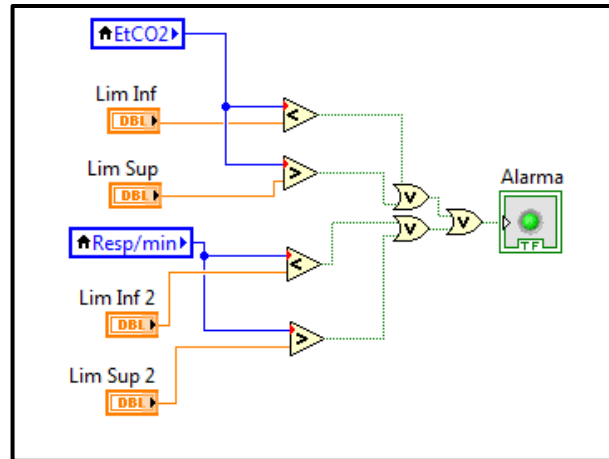 EtCO2
Lim Inf
DBL
<
Lim Sup
DBL
>
V
V
V
Alarma
TF
Resp/min
<
Lim Inf 2
DBL
>
Lim Sup 2
DBL